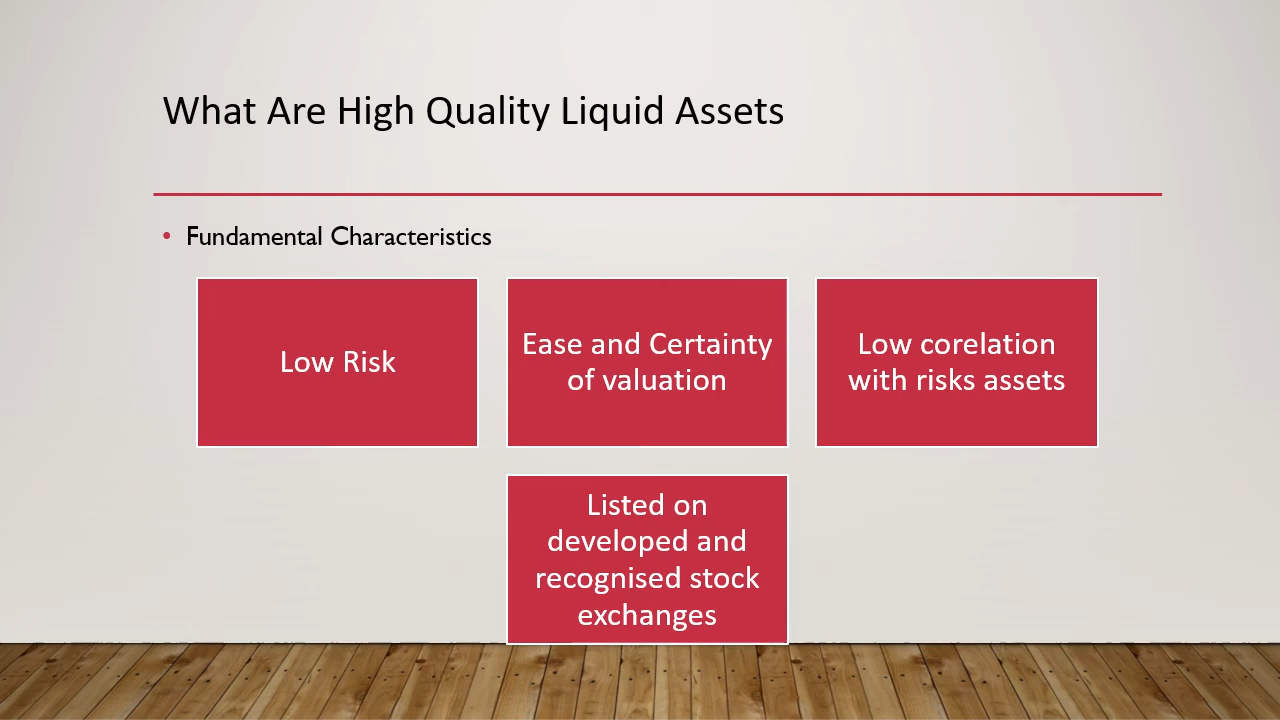 What Are High Quality Liquid Assets
• Fundamental Characteristics
Low Risk
Ease and Certainty
of valuation
Low corelation
with risks assets
Listed on
developed and
recognised stock
exchanges